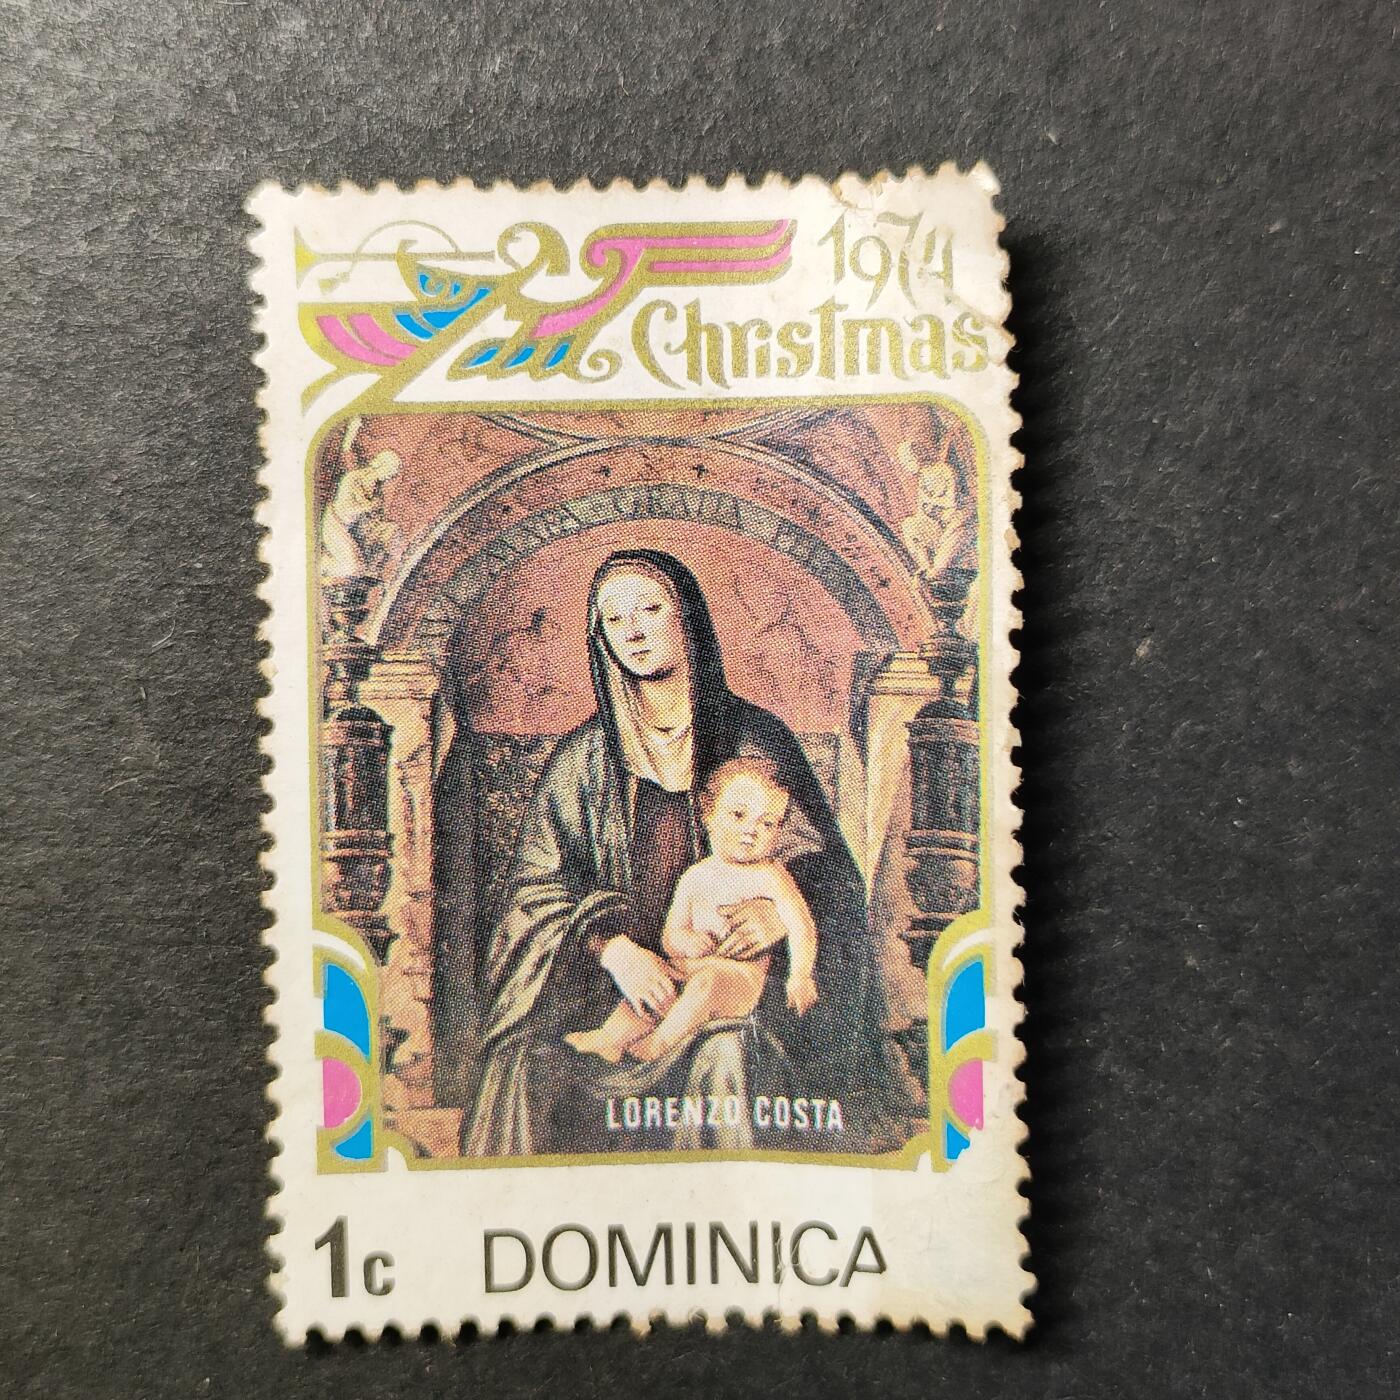 1974
Christmas
LORENZO COSTA
1c DOMINICA